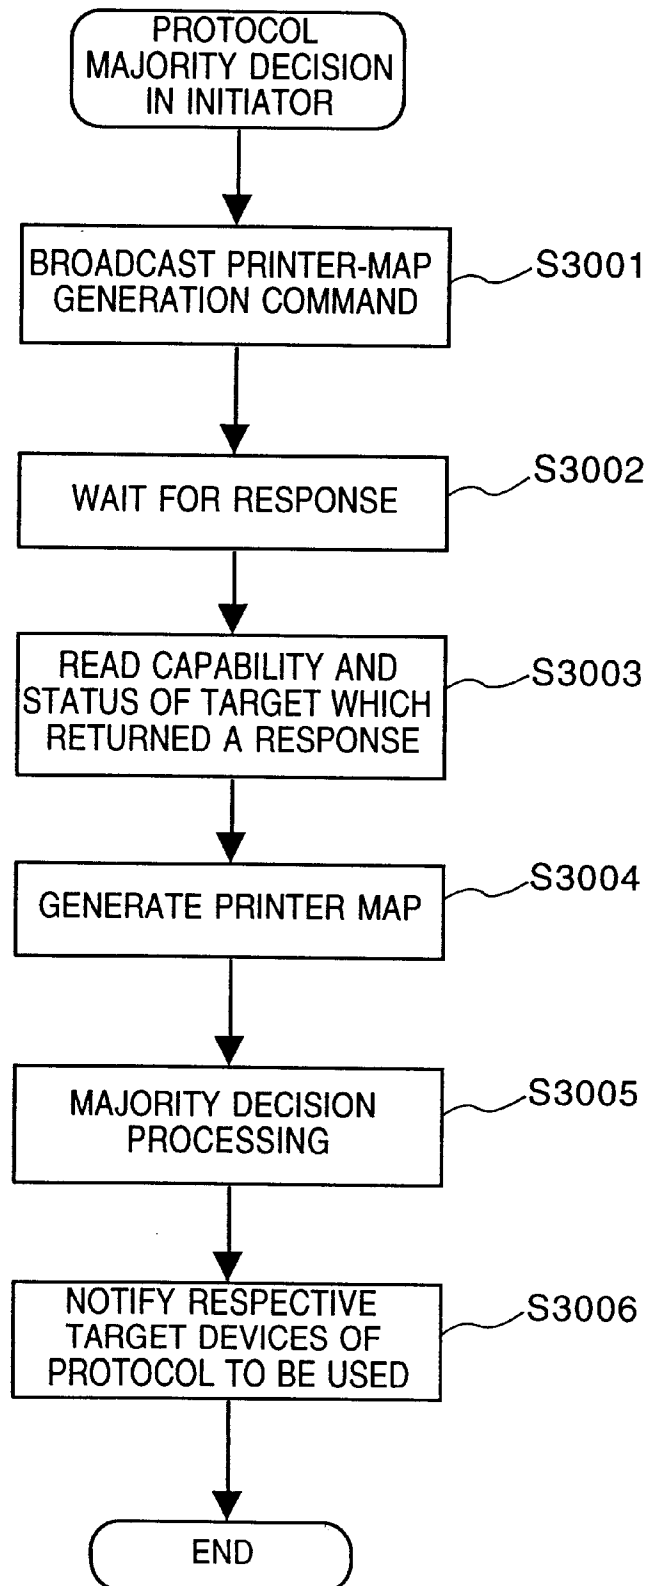 PROTOCOL
MAJORITY DECISION
IN INITIATOR
BROADCAST PRINTER-MAP
GENERATION COMMAND
S3001
WAIT FOR RESPONSE
S3002
READ CAPABILITY AND
STATUS OF TARGET WHICH
RETURNED A RESPONSE
S3003
GENERATE PRINTER MAP
S3004
MAJORITY DECISION
PROCESSING
S3005
NOTIFY RESPECTIVE
TARGET DEVICES OF
PROTOCOL TO BE USED
S3006
END